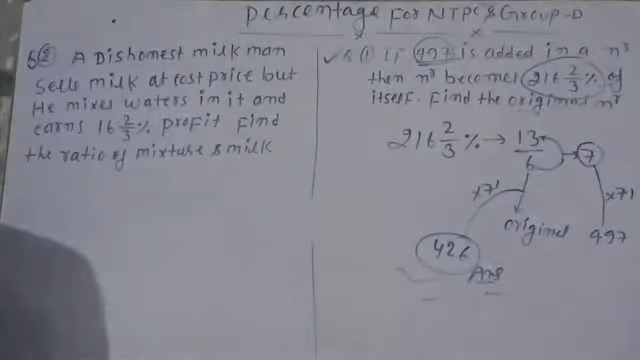 Percentage For NTPC & Group-D
Q② A Dishonest milk man
Sells milk at cost price but
He mixes waters in it and
earns 16 2/3 % profit Find
the ratio of mixture & milk
Q① If 497 is added in a nº
then nº becomes 216 2/3 % of
itself. Find the original nº
216 2/3 % → 13/6 → 7
×71 ×71
original 497
426
Ans